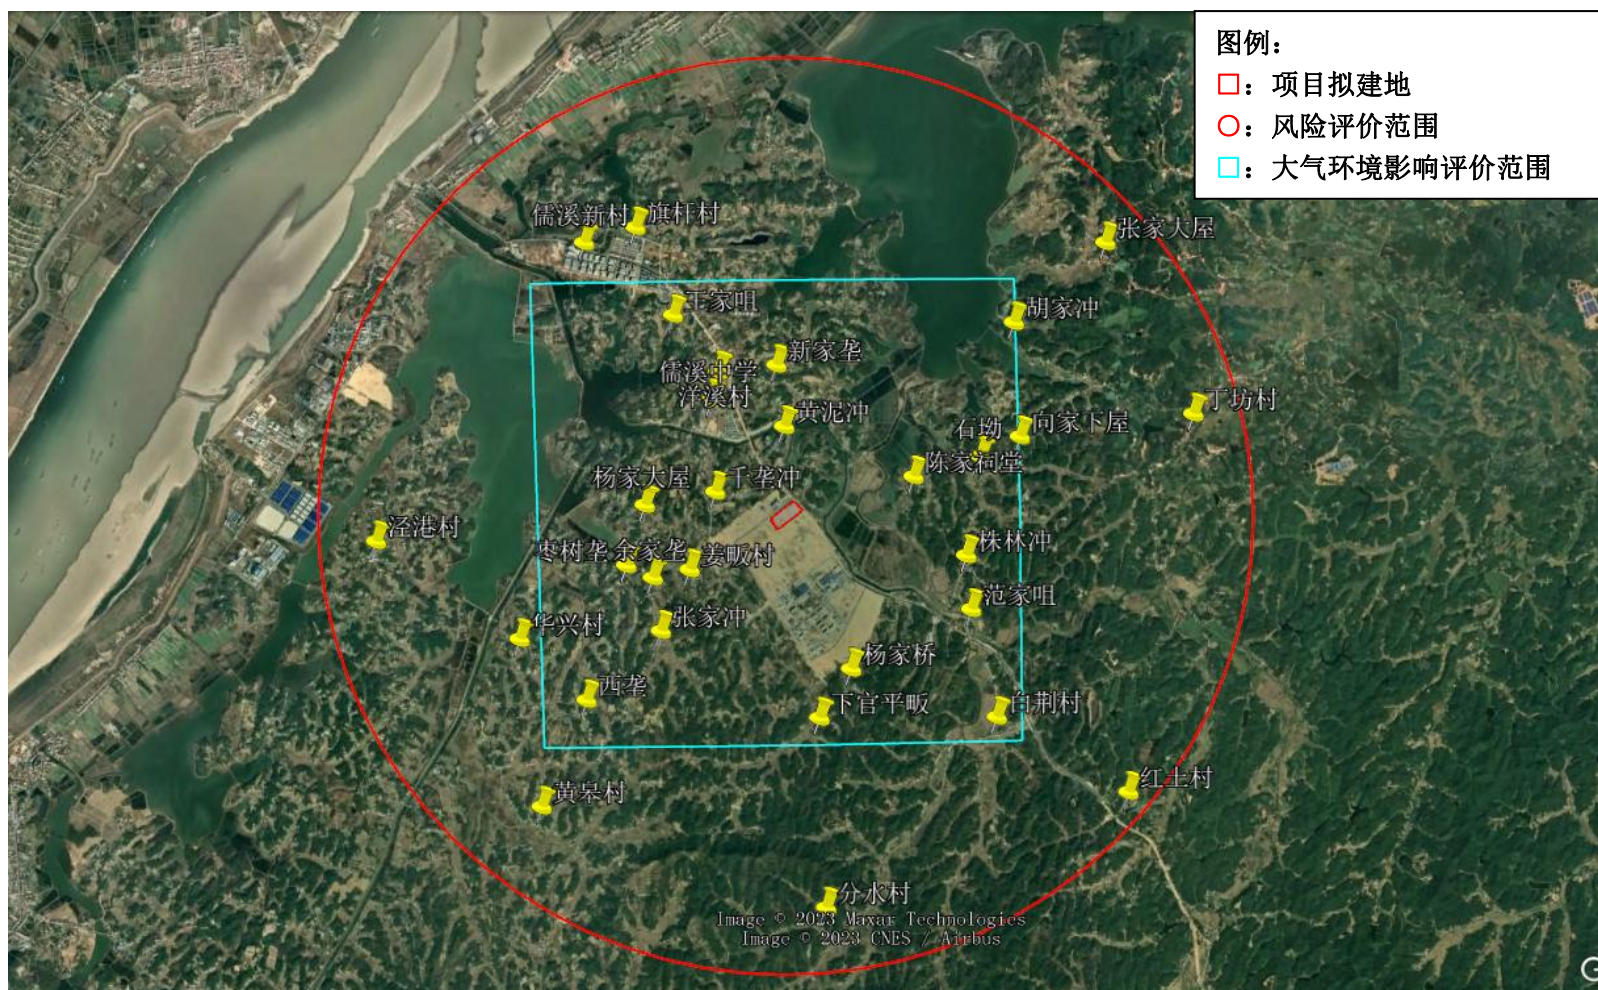 图例：
：项目拟建地
：风险评价范围
：大气环境影响评价范围
儒溪新村
旗杆村
张家大屋
王家咀
胡家冲
新家垄
儒溪中学
洋溪村
丁坊村
黄泥冲
向家下屋
石坳
陈家祠堂
杨家大屋
千垄冲
泾港村
株林冲
枣树垄
余家垄
姜畈村
范家咀
华兴村
张家冲
杨家桥
西垄
下官平畈
白荆村
红土村
黄皋村
分水村
Image © 2023 Maxar Technologies
Image © 2023 CNES / Airbus
G